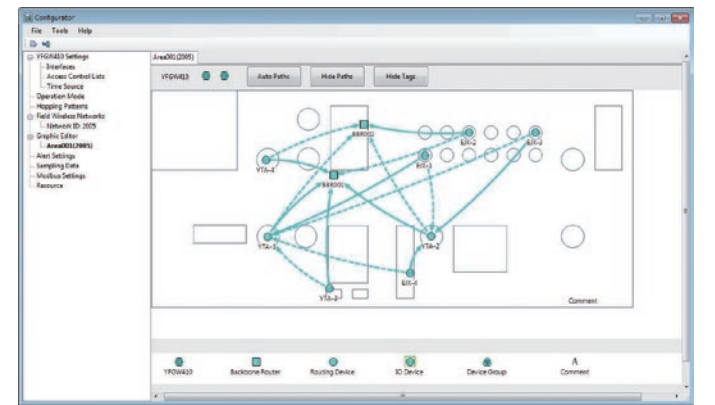 Configurator
File Tools Help
YFGW410 Settings
Interfaces
Access Control Lists
Time Source
Operation Mode
Hopping Patterns
Field Wireless Networks
Network ID: 2005
Graphic Editor
Area001(2005)
Alert Settings
Sampling Data
Modbus Settings
Resource
Area001(2005)
YFGW410 Auto Paths Hide Paths Hide Tags
BBR002
EJX-2
EJX-3
YTA-4
EJX-1
BBR001
YTA-3
YTA-2
EJX-4
Comment
YFGW410 Backbone Router Routing Device IO Device Device Group Comment
A